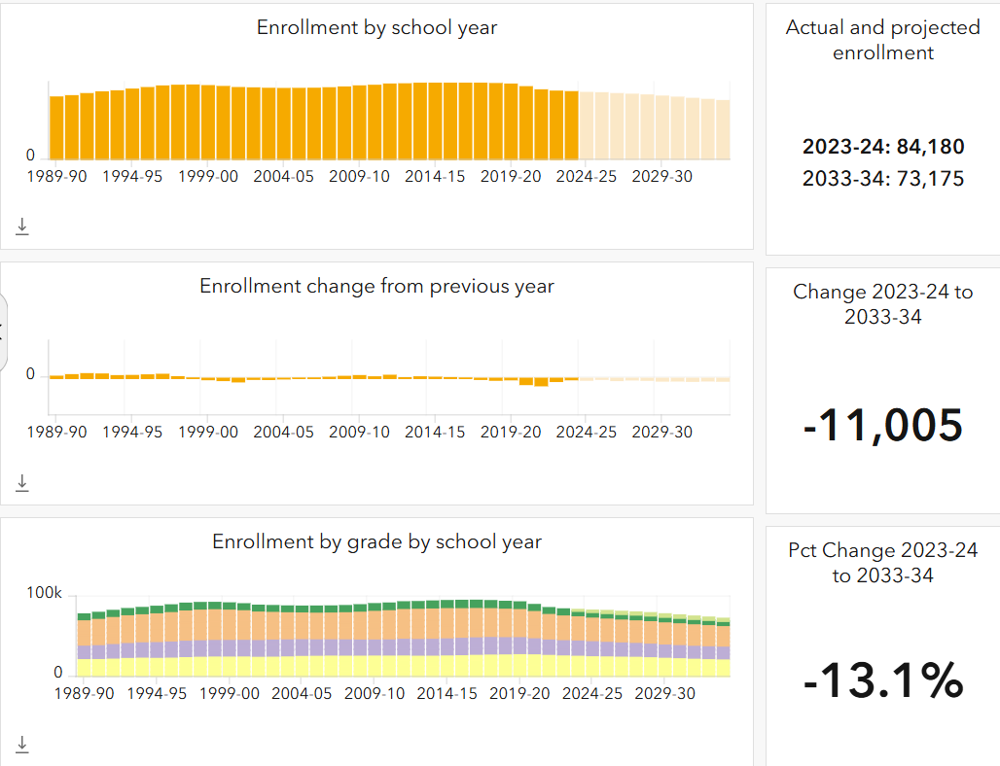 Enrollment by school year
0
1989-90 1994-95 1999-00 2004-05 2009-10 2014-15 2019-20 2024-25 2029-30
Actual and projected
enrollment
2023-24: 84,180
2033-34: 73,175
Enrollment change from previous year
0
1989-90 1994-95 1999-00 2004-05 2009-10 2014-15 2019-20 2024-25 2029-30
Change 2023-24 to
2033-34
-11,005
Enrollment by grade by school year
100k
0
1989-90 1994-95 1999-00 2004-05 2009-10 2014-15 2019-20 2024-25 2029-30
Pct Change 2023-24
to 2033-34
-13.1%